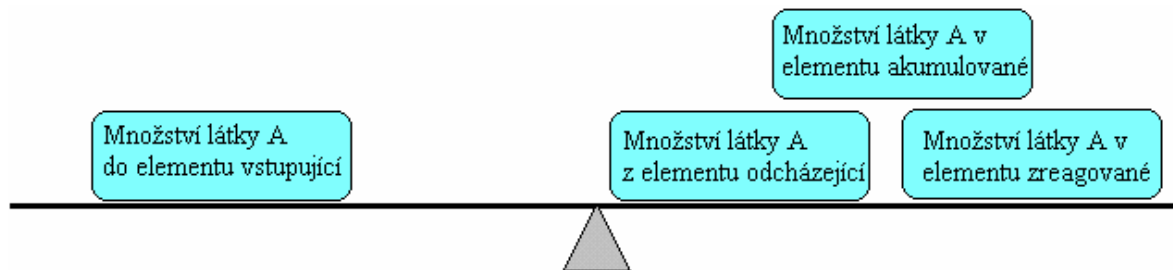 Množství látky A v
elementu akumulované
Množství látky A
do elementu vstupující
Množství látky A
z elementu odcházející
Množství látky A v
elementu zreagované